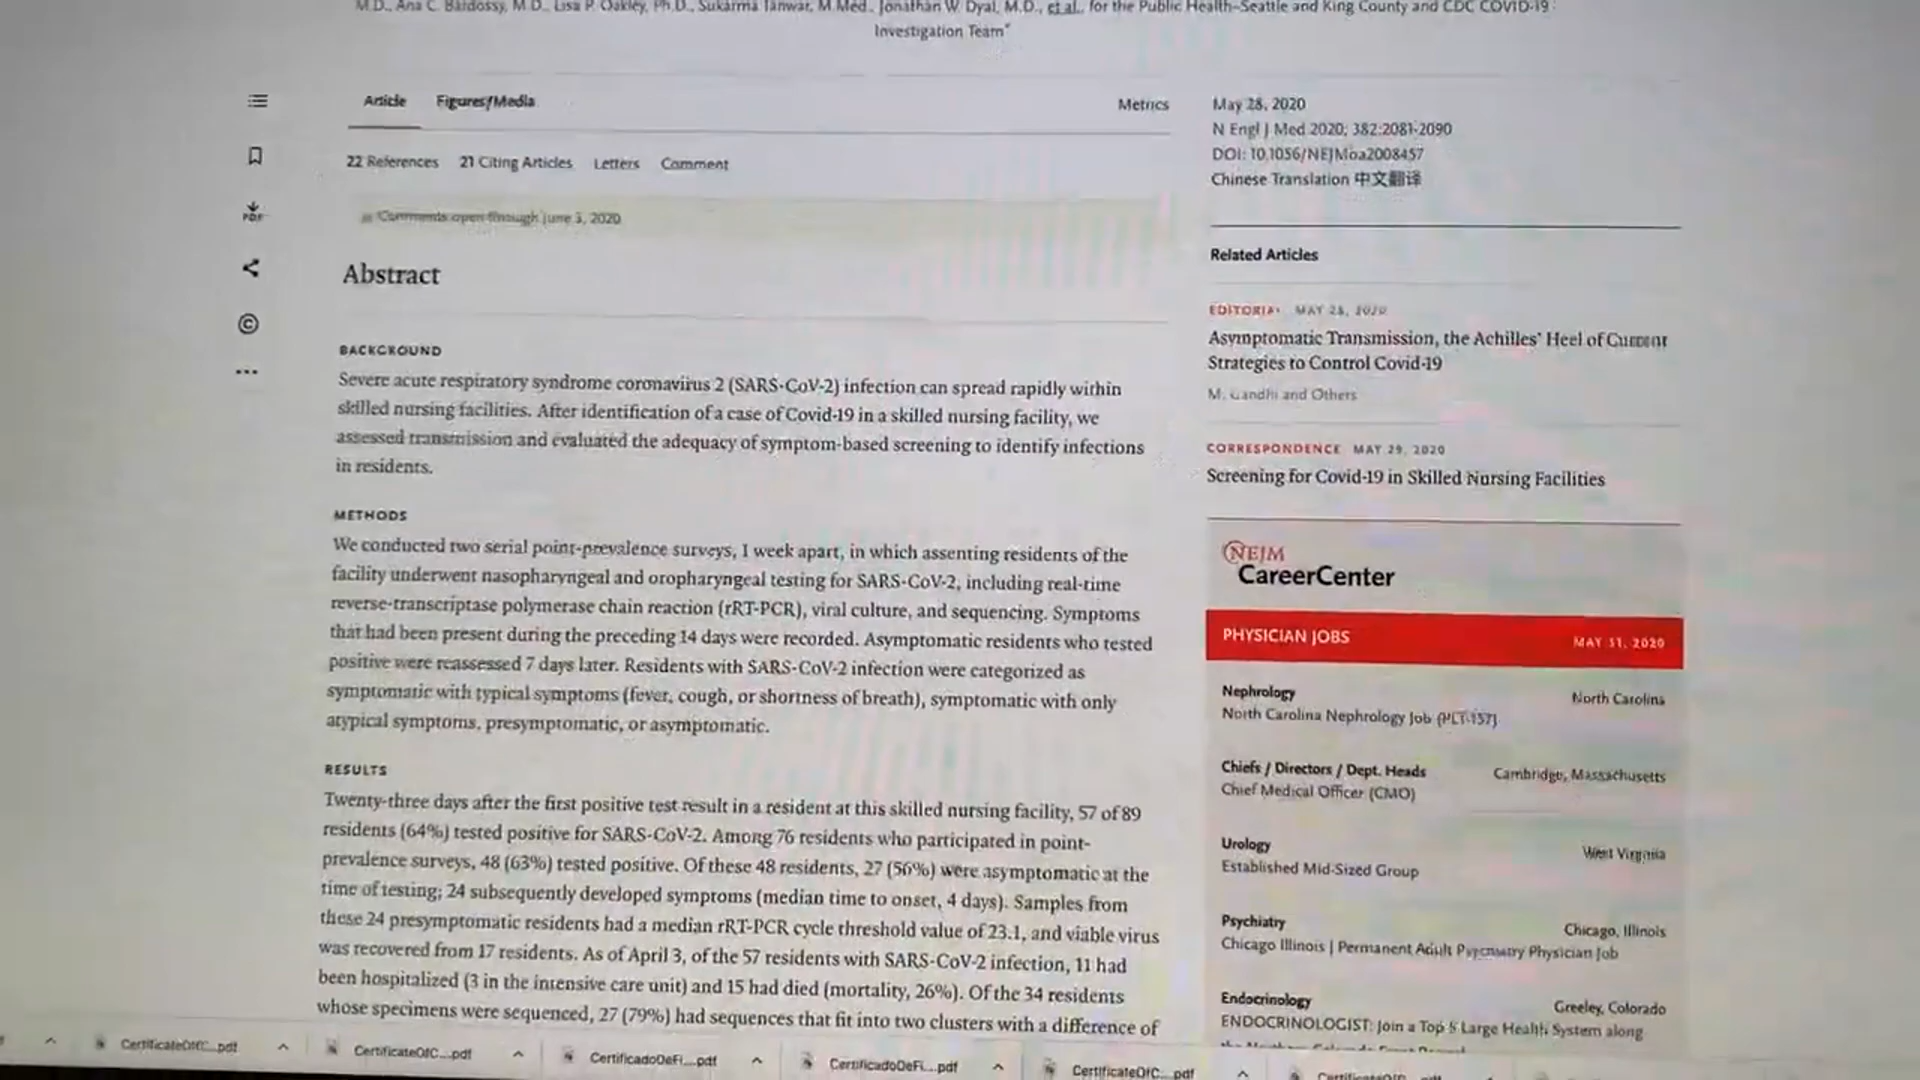 M.D., Ana C. Bardossy, M.D., Lisa P. Oakley, Ph.D., Sukarma Tanwar, M.Med., Jonathan W. Dyal, M.D., et al., for the Public Health–Seattle and King County and CDC COVID-19
Investigation Team*
Article Figures/Media Metrics
22 References 21 Citing Articles Letters Comment
Comments open through June 3, 2020
Abstract
BACKGROUND
Severe acute respiratory syndrome coronavirus 2 (SARS-CoV-2) infection can spread rapidly within
skilled nursing facilities. After identification of a case of Covid-19 in a skilled nursing facility, we
assessed transmission and evaluated the adequacy of symptom-based screening to identify infections
in residents.
METHODS
We conducted two serial point-prevalence surveys, 1 week apart, in which assenting residents of the
facility underwent nasopharyngeal and oropharyngeal testing for SARS-CoV-2, including real-time
reverse-transcriptase polymerase chain reaction (rRT-PCR), viral culture, and sequencing. Symptoms
that had been present during the preceding 14 days were recorded. Asymptomatic residents who tested
positive were reassessed 7 days later. Residents with SARS-CoV-2 infection were categorized as
symptomatic with typical symptoms (fever, cough, or shortness of breath), symptomatic with only
atypical symptoms, presymptomatic, or asymptomatic.
RESULTS
Twenty-three days after the first positive test result in a resident at this skilled nursing facility, 57 of 89
residents (64%) tested positive for SARS-CoV-2. Among 76 residents who participated in point-
prevalence surveys, 48 (63%) tested positive. Of these 48 residents, 27 (56%) were asymptomatic at the
time of testing; 24 subsequently developed symptoms (median time to onset, 4 days). Samples from
these 24 presymptomatic residents had a median rRT-PCR cycle threshold value of 23.1, and viable virus
was recovered from 17 residents. As of April 3, of the 57 residents with SARS-CoV-2 infection, 11 had
been hospitalized (3 in the intensive care unit) and 15 had died (mortality, 26%). Of the 34 residents
whose specimens were sequenced, 27 (79%) had sequences that fit into two clusters with a difference of
PDF
May 28, 2020
N Engl J Med 2020; 382:2081-2090
DOI: 10.1056/NEJMoa2008457
Chinese Translation 中文翻译
Related Articles
EDITORIAL MAY 28, 2020
Asymptomatic Transmission, the Achilles' Heel of Current
Strategies to Control Covid-19
M. Gandhi and Others
CORRESPONDENCE MAY 29, 2020
Screening for Covid-19 in Skilled Nursing Facilities
NEJM
CareerCenter
PHYSICIAN JOBS MAY 31, 2020
Nephrology North Carolina
North Carolina Nephrology Job (PLT-157)
Chiefs / Directors / Dept. Heads Cambridge, Massachusetts
Chief Medical Officer (CMO)
Urology West Virginia
Established Mid-Sized Group
Psychiatry Chicago, Illinois
Chicago Illinois | Permanent Adult Psychiatry Physician Job
Endocrinology Greeley, Colorado
ENDOCRINOLOGIST: Join a Top 5 Large Health System along
CertificateOfC....pdf CertificateOfC....pdf CertificadoDeFi....pdf CertificadoDeFi....pdf CertificateOfC....pdf